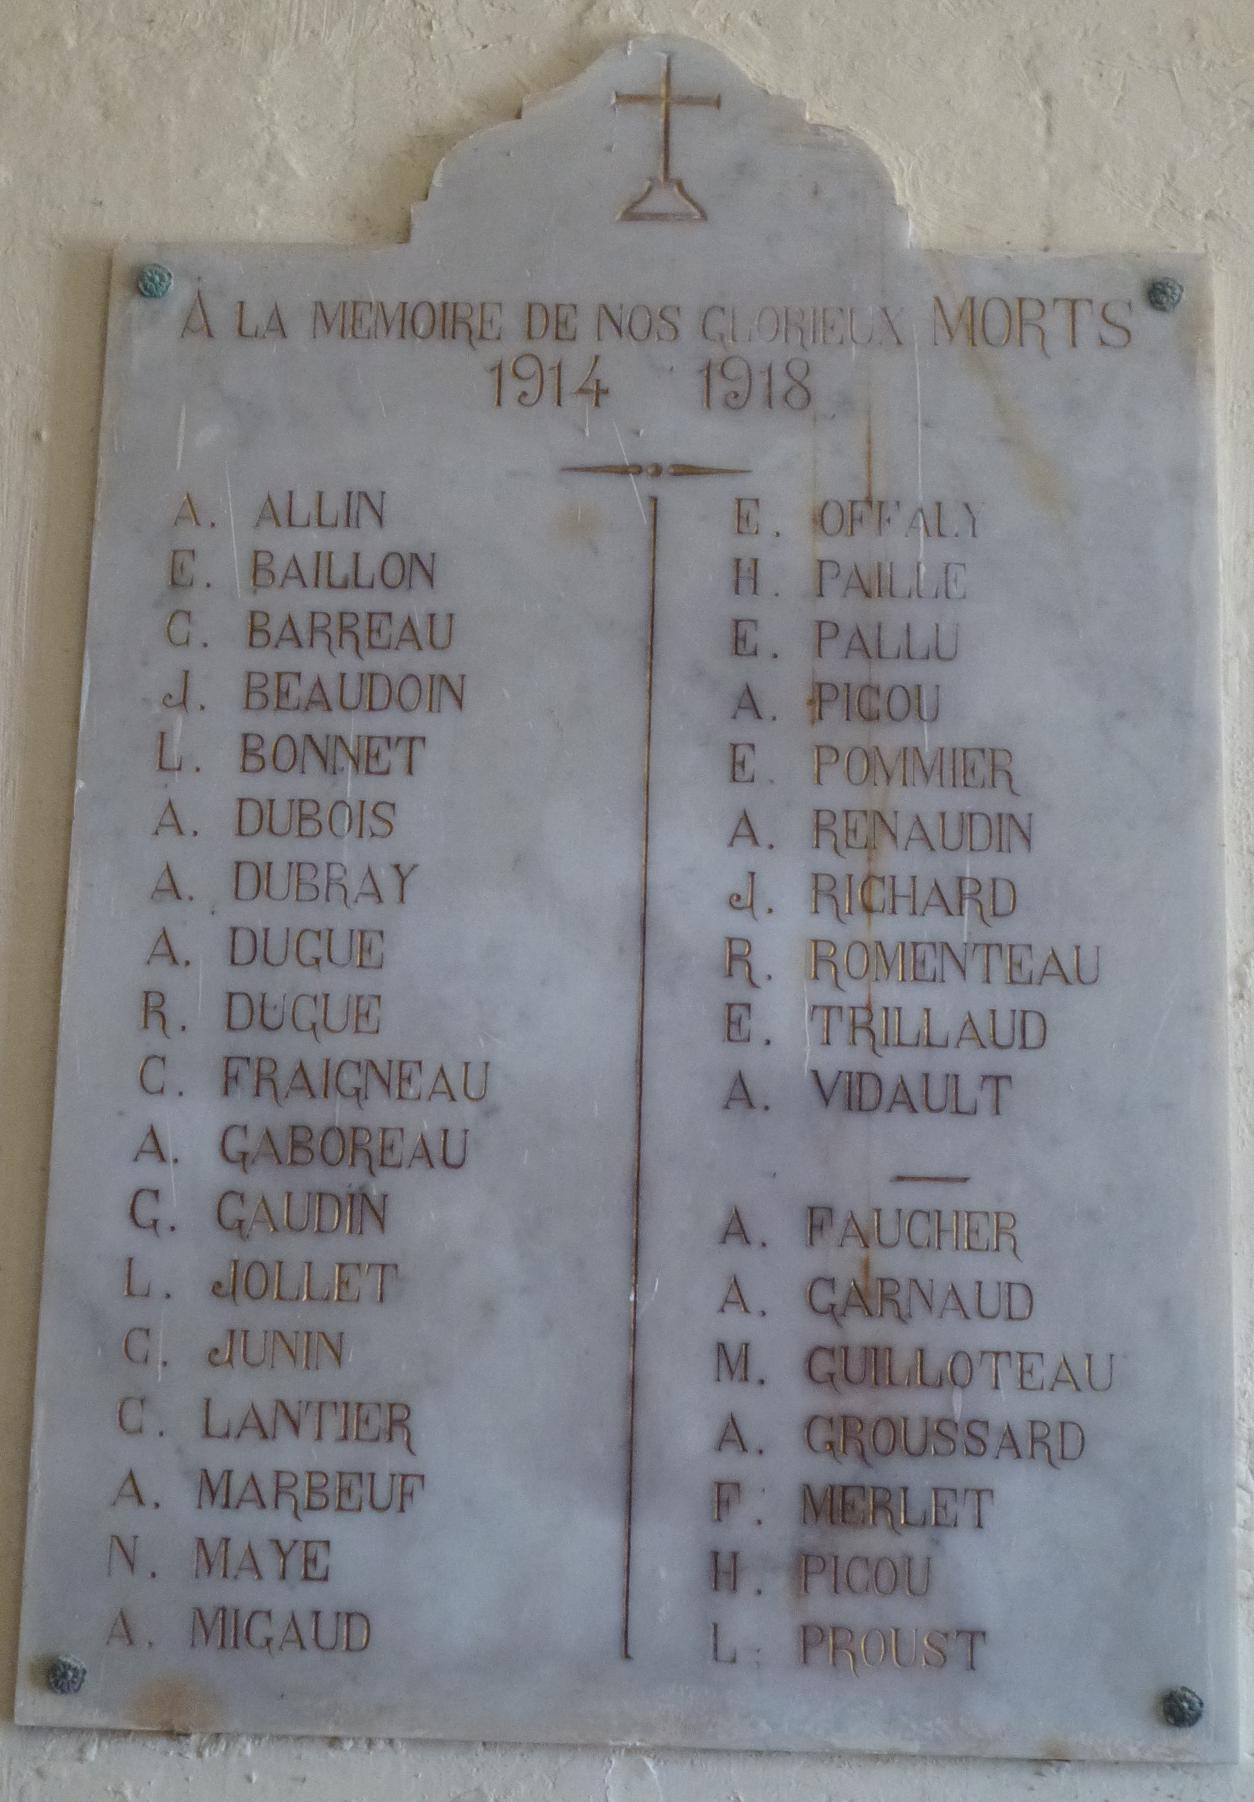 À LA MEMOIRE DE NOS GLORIEUX MORTS
1914 1918
A. ALLIN
E. BAILLON
C. BARREAU
J. BEAUDOIN
L. BONNET
A. DUBOIS
A. DUBRAY
A. DUGUE
R. DUGUE
C. FRAIGNEAU
A. GABOREAU
G. GAUDIN
L. JOLLET
C. JUNIN
C. LANTIER
A. MARBEUF
N. MAYE
A. MIGAUD
E. OFFALY
H. PAILLE
E. PALLU
A. PICOU
E. POMMIER
A. RENAUDIN
J. RICHARD
R. ROMENTEAU
E. TRILLAUD
A. VIDAULT
A. FAUCHER
A. GARNAUD
M. GUILLOTEAU
A. GROUSSARD
F. MERLET
H. PICOU
L. PROUST